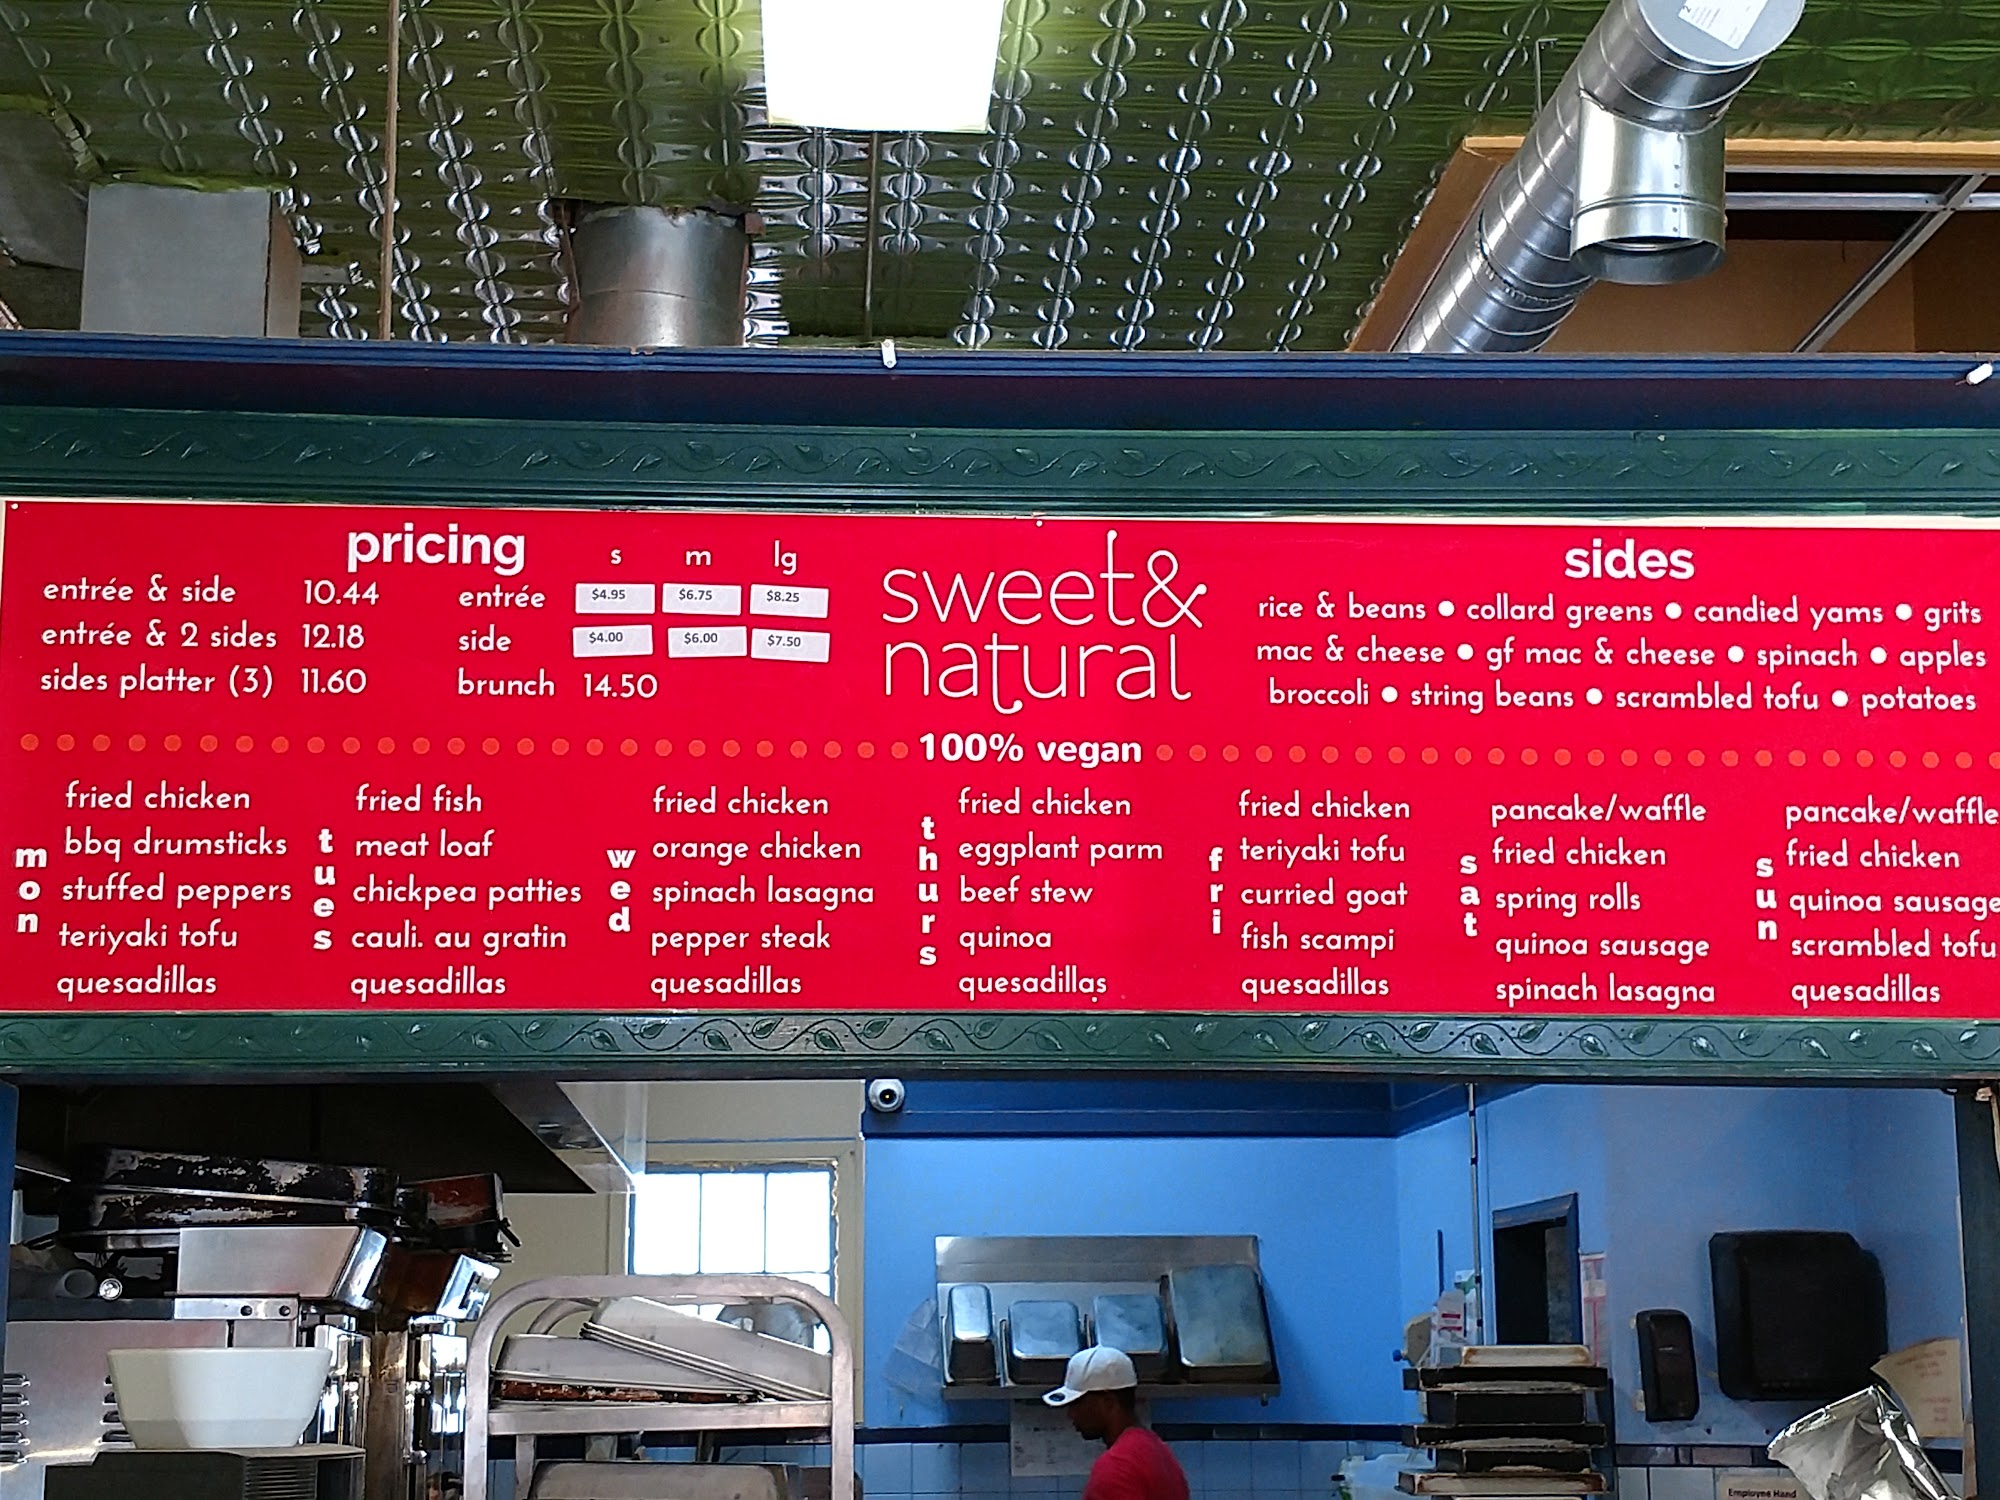 pricing
s m lg
entrée & side 10.44
entrée & 2 sides 12.18
sides platter (3) 11.60
entrée $4.95 $6.75 $8.25
side $4.00 $6.00 $7.50
brunch 14.50
sweet&
natural
100% vegan
sides
rice & beans ● collard greens ● candied yams ● grits
mac & cheese ● gf mac & cheese ● spinach ● apples
broccoli ● string beans ● scrambled tofu ● potatoes
mon
fried chicken
bbq drumsticks
stuffed peppers
teriyaki tofu
quesadillas
tues
fried fish
meat loaf
chickpea patties
cauli. au gratin
quesadillas
wed
fried chicken
orange chicken
spinach lasagna
pepper steak
quesadillas
thurs
fried chicken
eggplant parm
beef stew
quinoa
quesadillas
fri
fried chicken
teriyaki tofu
curried goat
fish scampi
quesadillas
sat
pancake/waffle
fried chicken
spring rolls
quinoa sausage
spinach lasagna
sun
pancake/waffle
fried chicken
quinoa sausage
scrambled tofu
quesadillas
Employee Hand